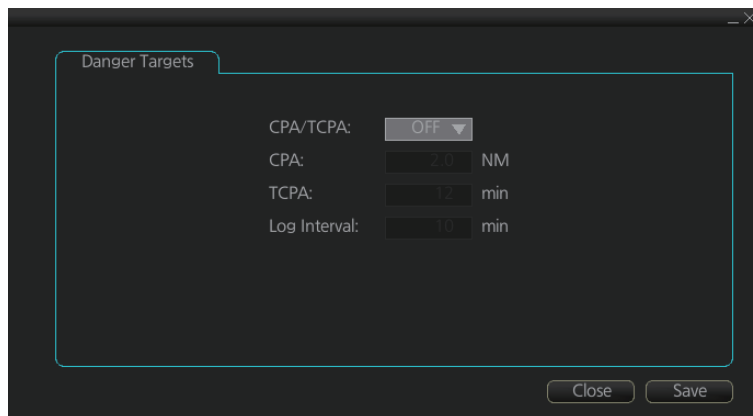 Danger Targets
CPA/TCPA: OFF
CPA: 2.0 NM
TCPA: 12 min
Log Interval: 10 min
Close Save